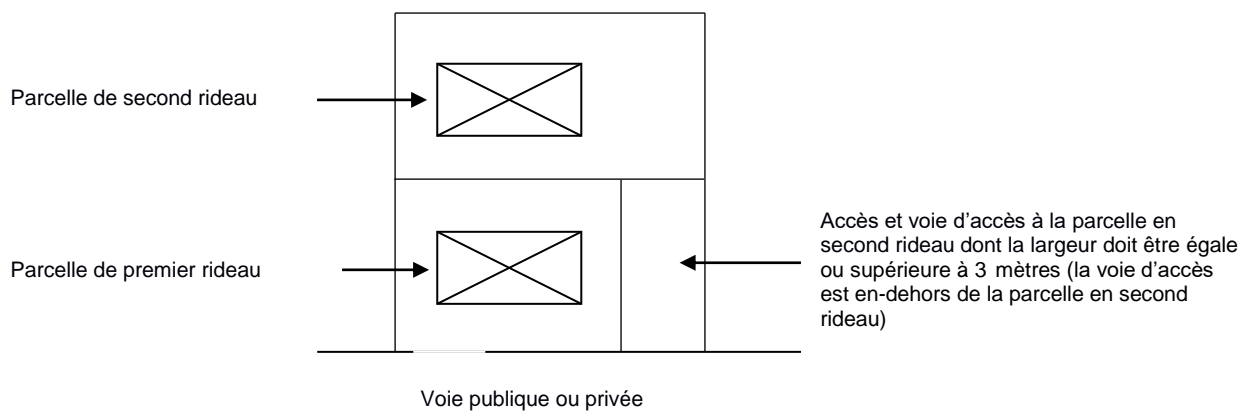 Parcelle de second rideau
Accès et voie d’accès à la parcelle en
second rideau dont la largeur doit être égale
ou supérieure à 3 mètres (la voie d’accès
est en-dehors de la parcelle en second
rideau)
Parcelle de premier rideau
Voie publique ou privée